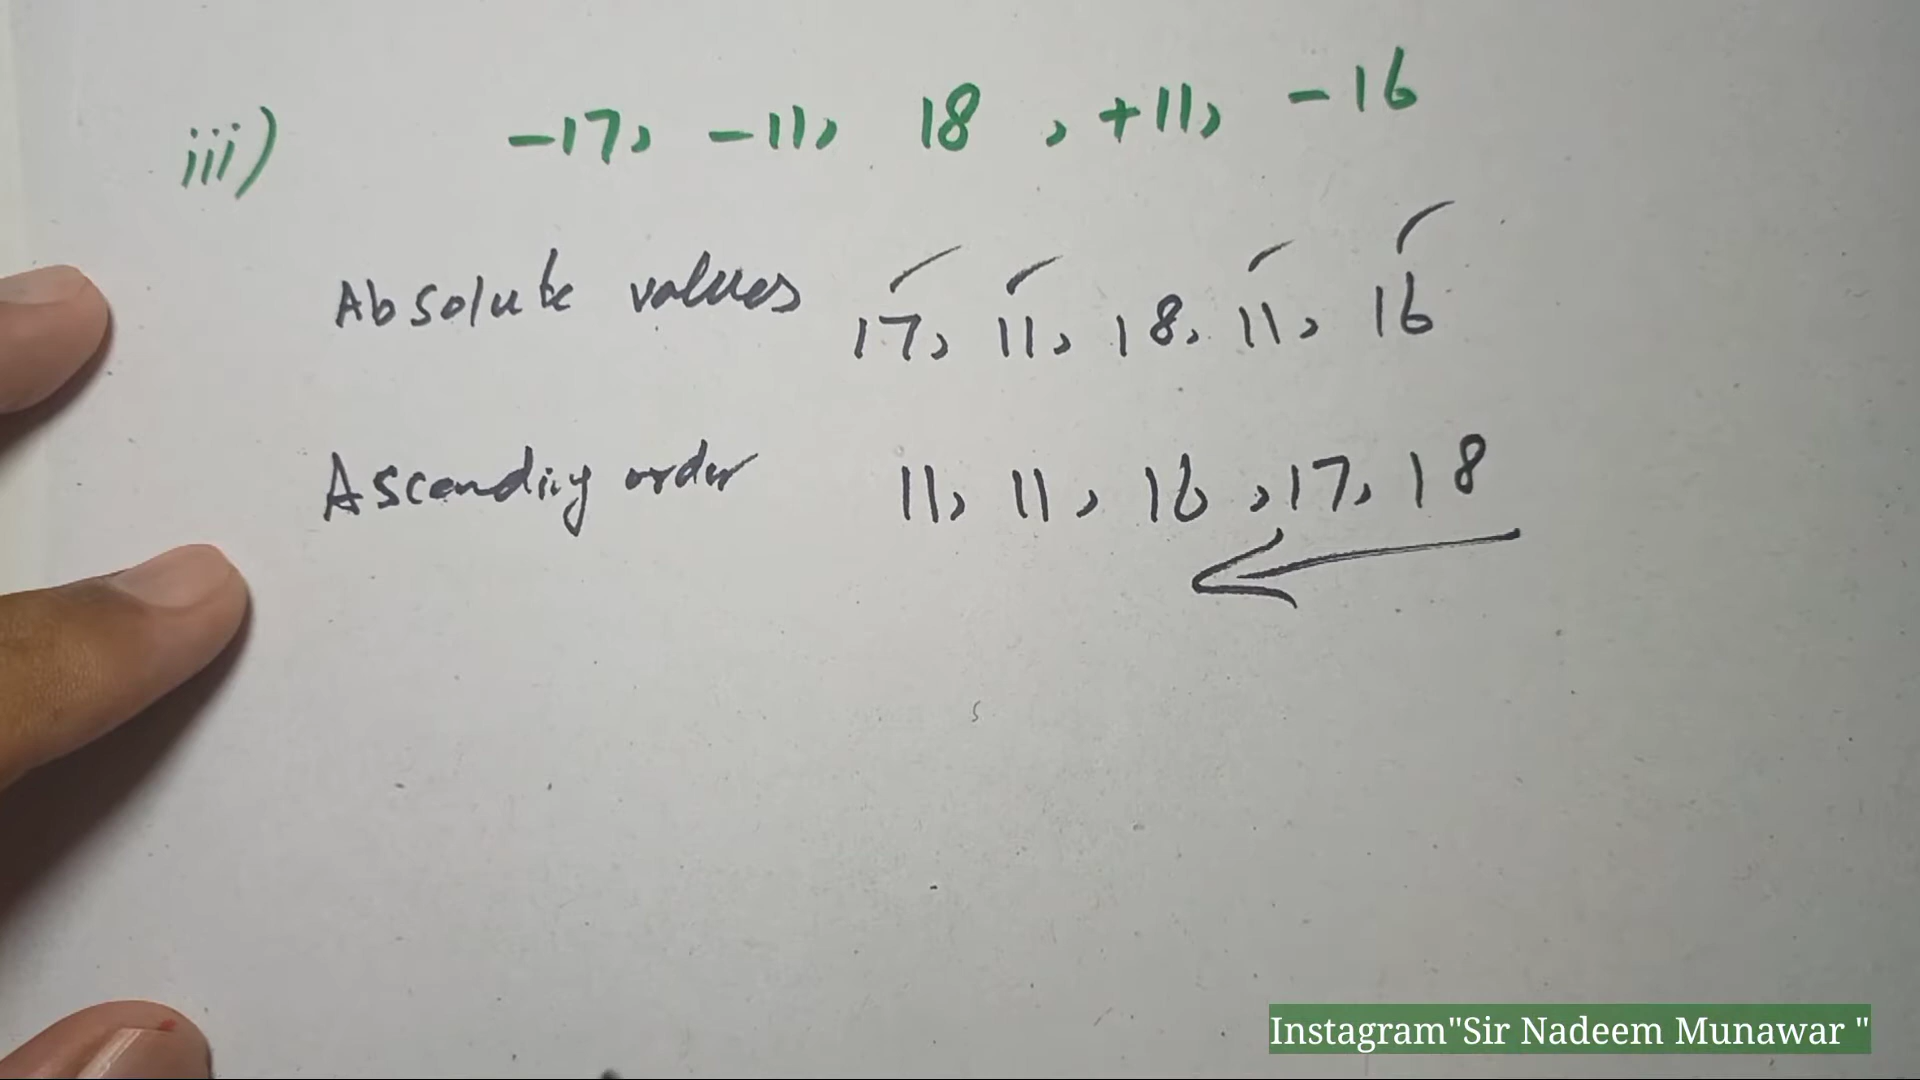 iii) -17, -11, 18, +11, -16
Absolute values 17, 11, 18, 11, 16
Ascending order 11, 11, 16, 17, 18
Instagram"Sir Nadeem Munawar "